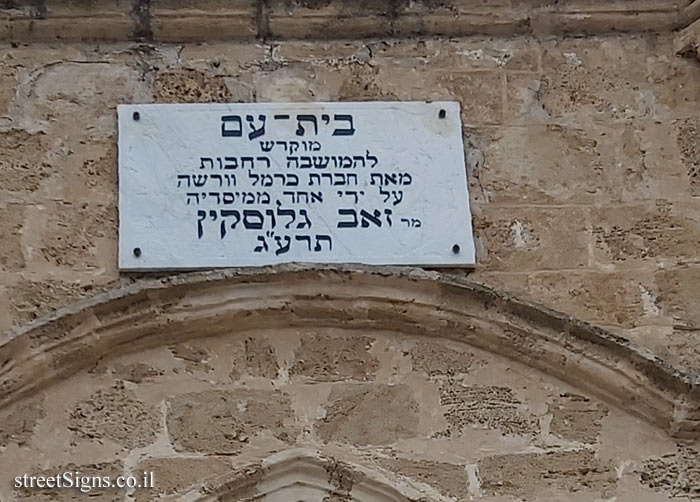 בית-עם
מוקדש
להמושבה רחבות
מאת חברת כרמל וורשה
על ידי אחד ממיסדיה
מר זאב גלוסקין
תרע"ג
streetSigns.co.il